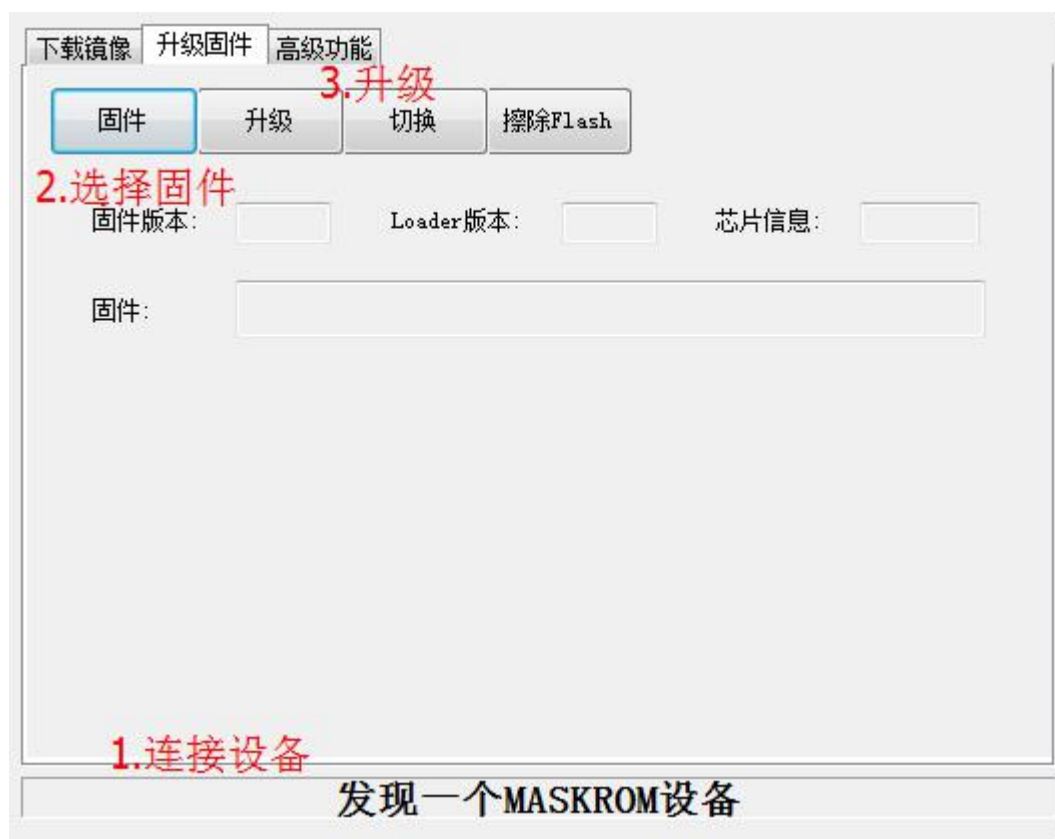 下载镜像 升级固件 高级功能
3.升级
固件 升级 切换 擦除Flash
2.选择固件
固件版本: Loader版本: 芯片信息:
固件:
1.连接设备
发现一个MASKROM设备